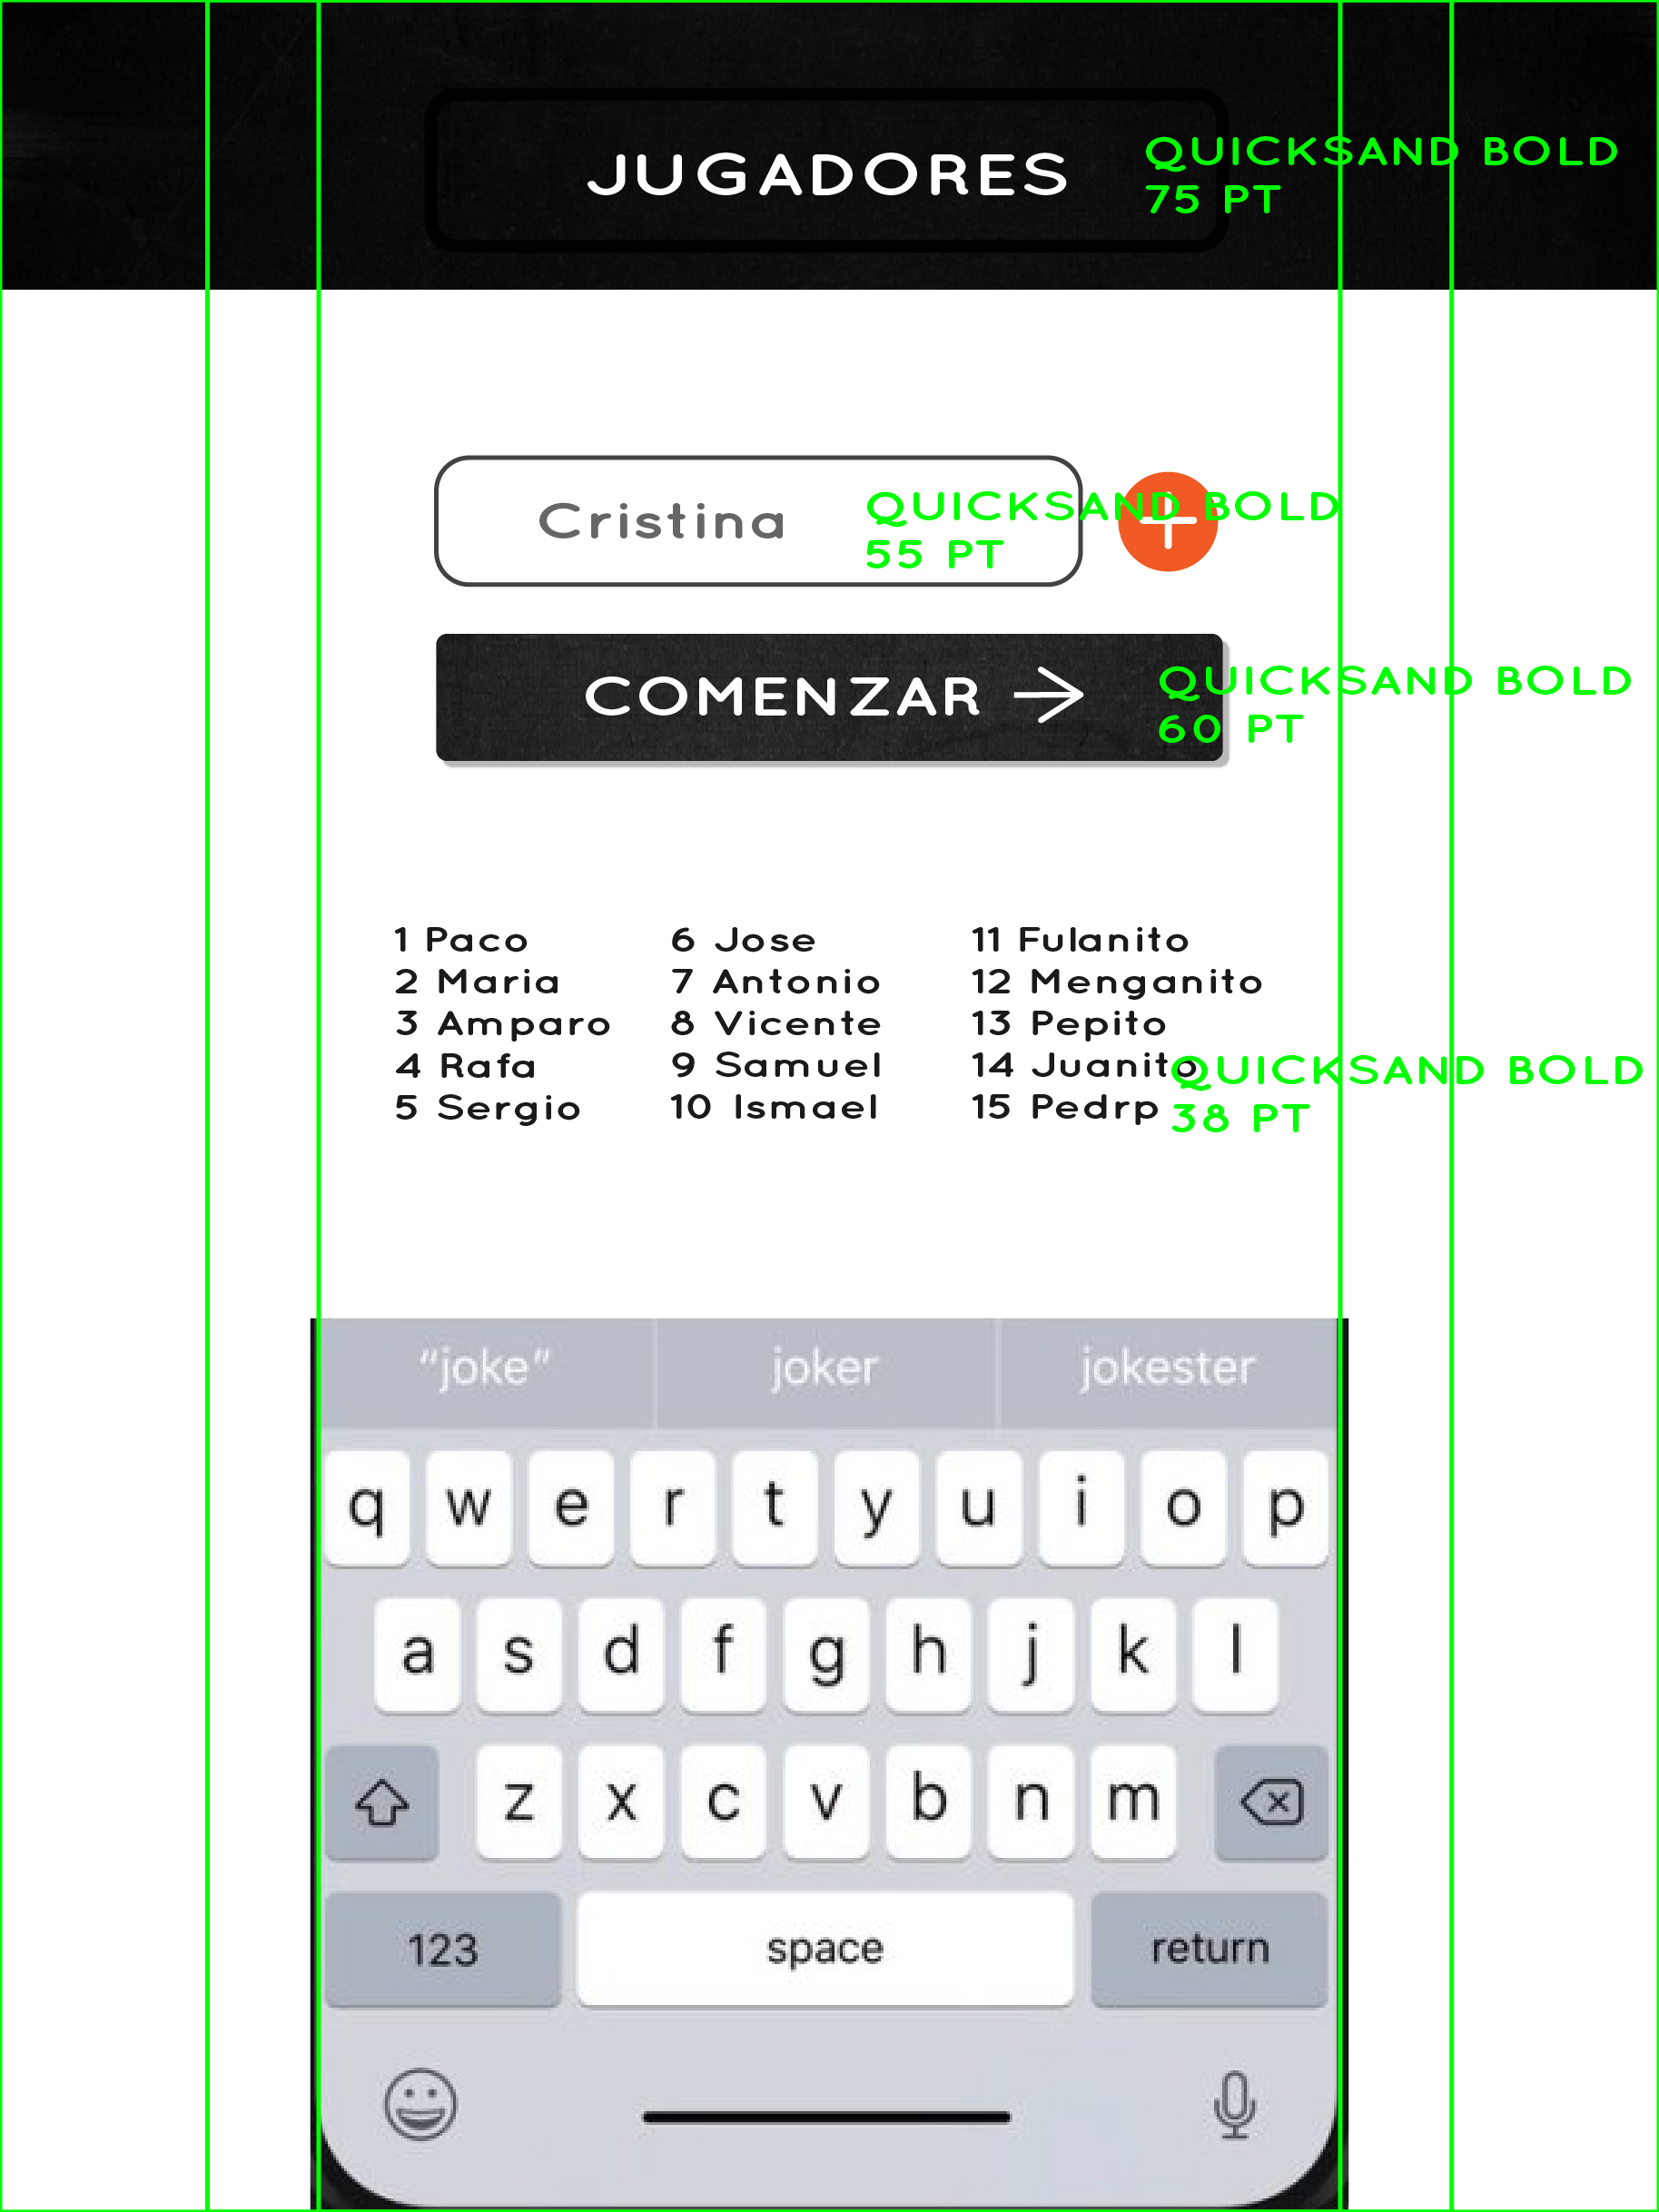 JUGADORES
QUICKSAND BOLD
75 PT
Cristina
QUICKSAND BOLD
55 PT
COMENZAR
QUICKSAND BOLD
60 PT
1 Paco
2 Maria
3 Amparo
4 Rafa
5 Sergio
6 Jose
7 Antonio
8 Vicente
9 Samuel
10 Ismael
11 Fulanito
12 Menganito
13 Pepito
14 Juanito
15 Pedrp
QUICKSAND BOLD
38 PT
“joke” joker jokester
q w e r t y u i o p
a s d f g h j k l
z x c v b n m
123 space return